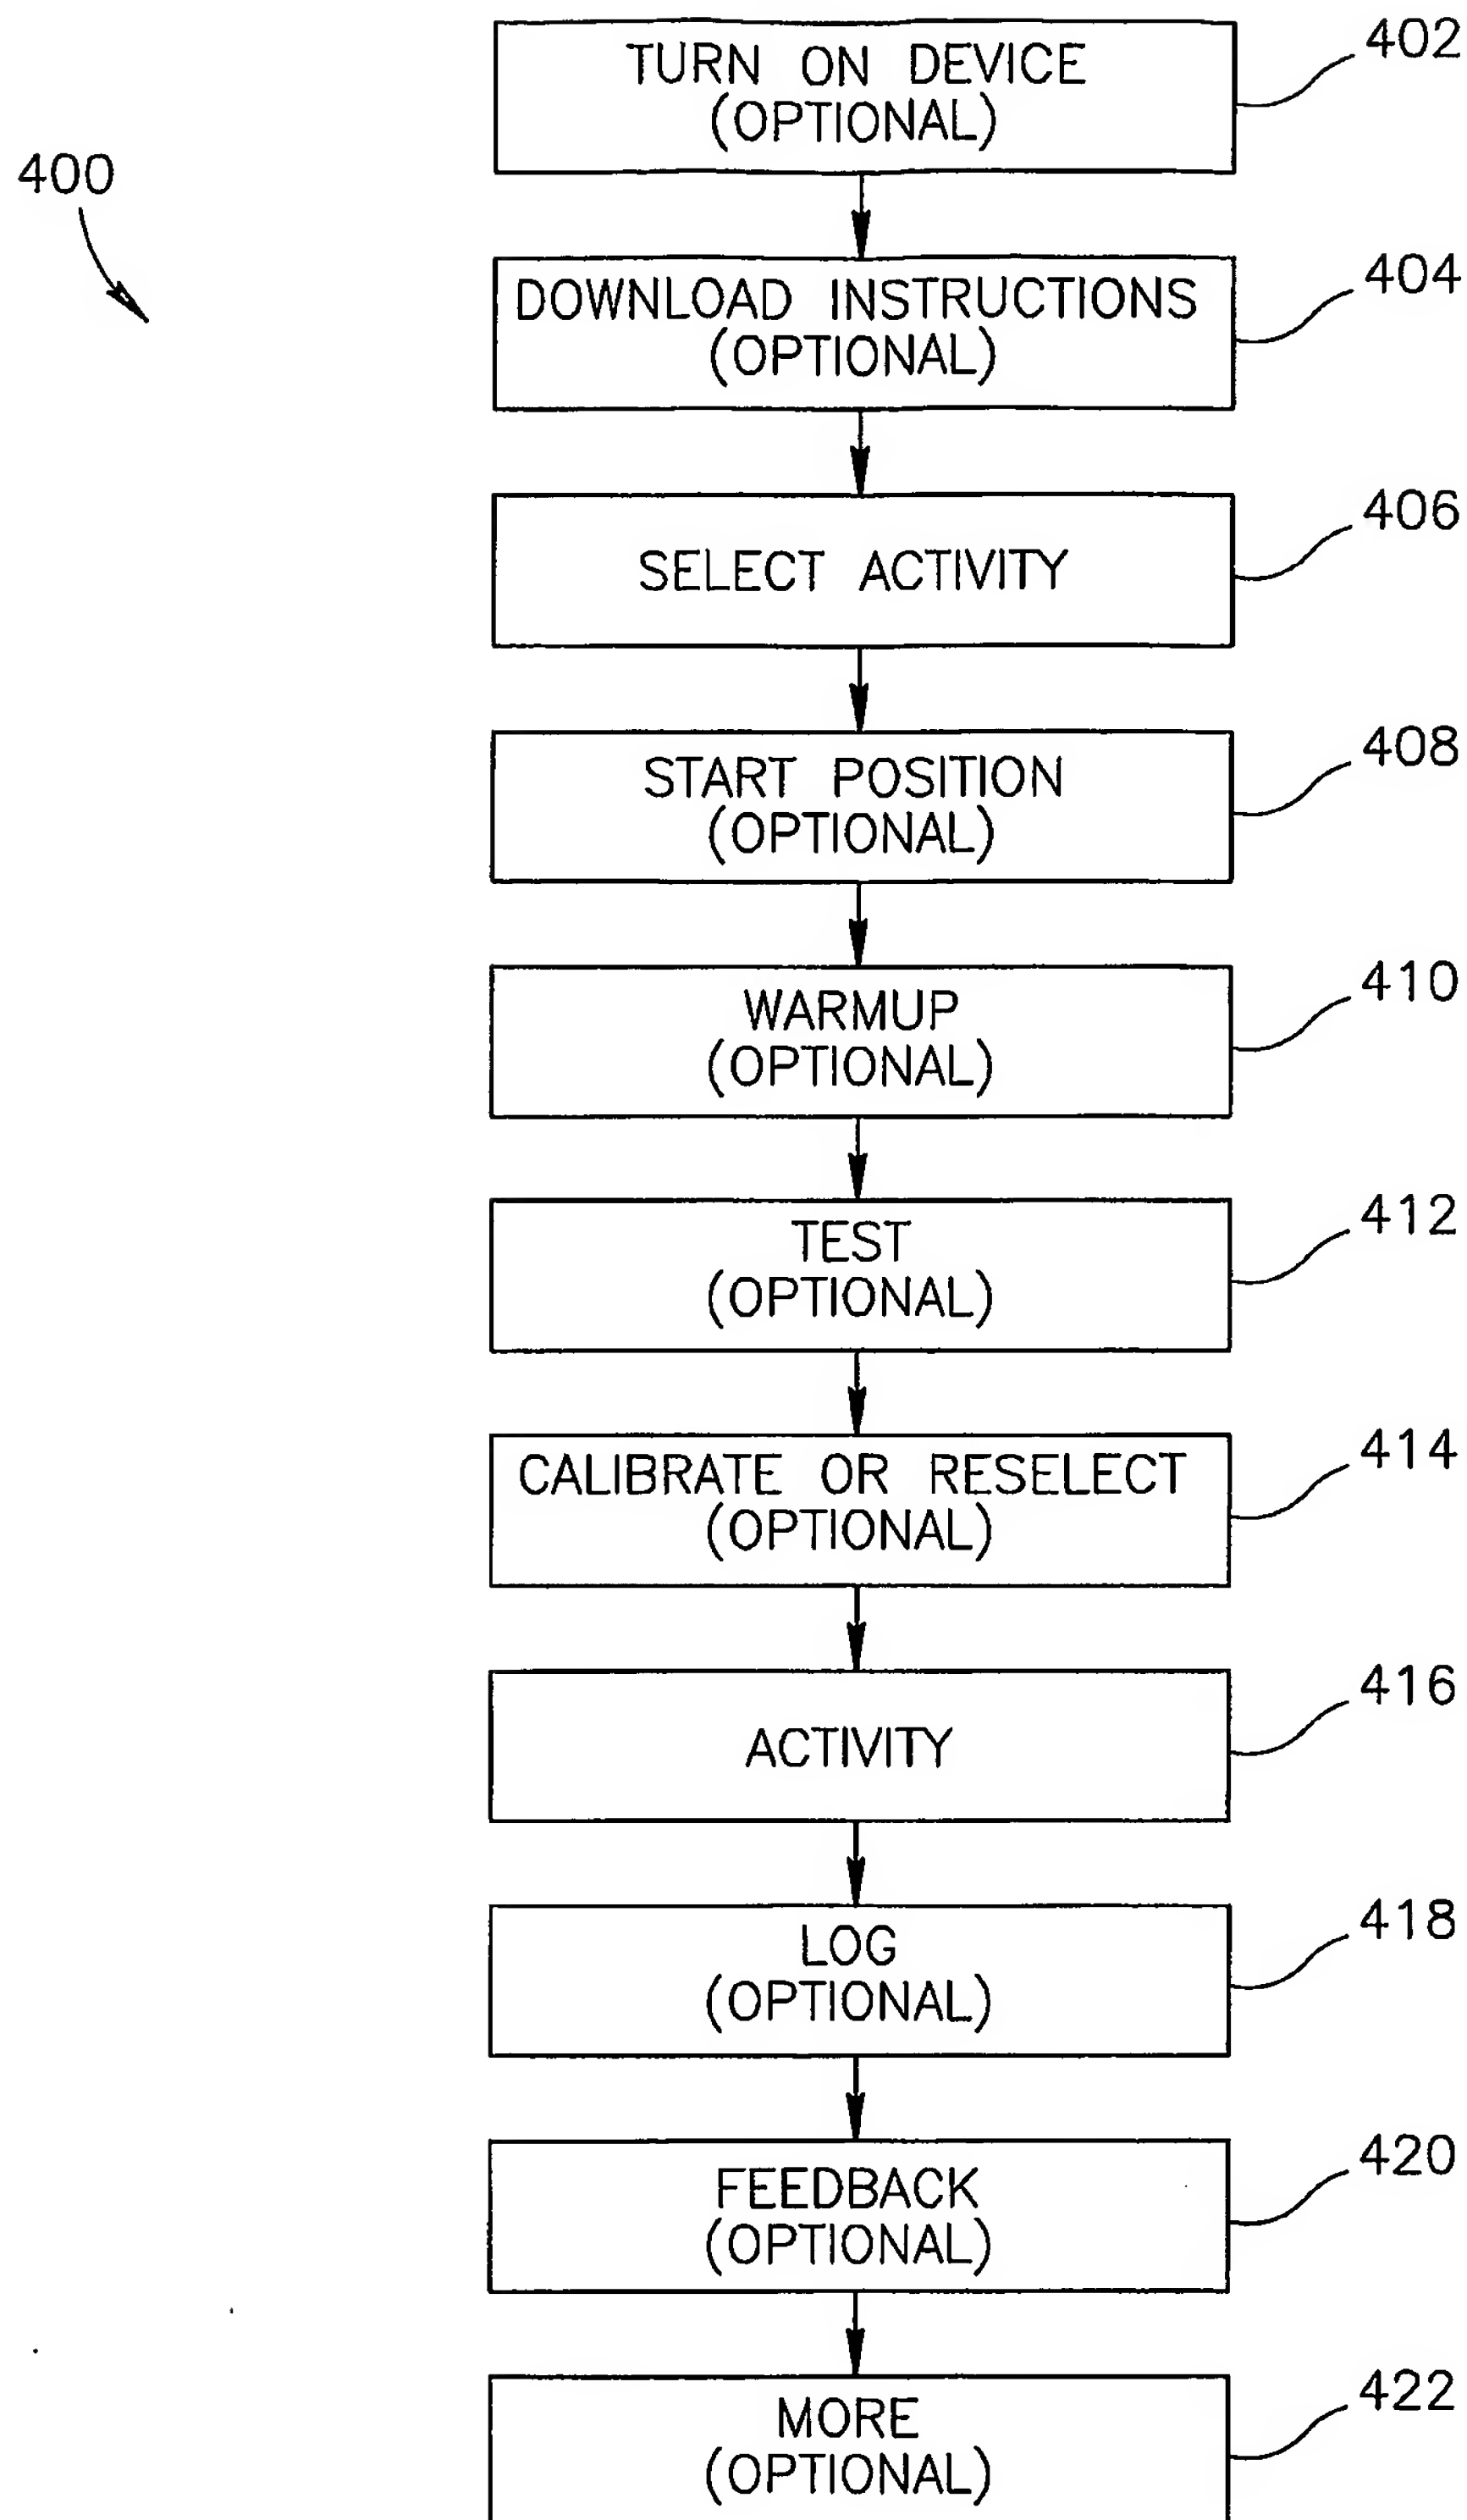 TURN ON DEVICE
(OPTIONAL)
402
400
DOWNLOAD INSTRUCTIONS
(OPTIONAL)
404
SELECT ACTIVITY
406
START POSITION
(OPTIONAL)
408
WARMUP
(OPTIONAL)
410
TEST
(OPTIONAL)
412
CALIBRATE OR RESELECT
(OPTIONAL)
414
ACTIVITY
416
LOG
(OPTIONAL)
418
FEEDBACK
(OPTIONAL)
420
MORE
(OPTIONAL)
422